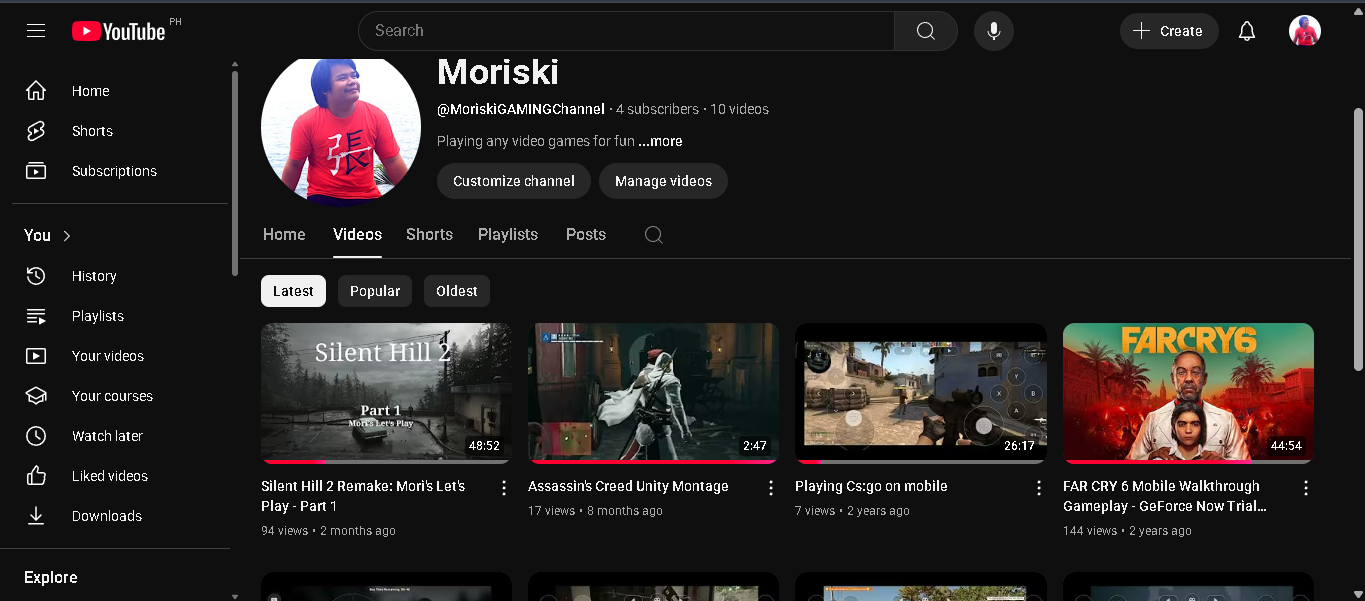 YouTube PH
Search
Create
Home
Shorts
Subscriptions
You
History
Playlists
Your videos
Your courses
Watch later
Liked videos
Downloads
Explore
張
Moriski
@MoriskiGAMINGChannel · 4 subscribers · 10 videos
Playing any video games for fun ...more
Customize channel
Manage videos
Home
Videos
Shorts
Playlists
Posts
Latest
Popular
Oldest
Silent Hill 2
Part 1
Mori's Let's Play
48:52
Silent Hill 2 Remake: Mori's Let's
Play - Part 1
94 views • 2 months ago
2:47
Assassin's Creed Unity Montage
17 views • 8 months ago
Y
X
B
A
26:17
Playing Cs:go on mobile
7 views • 2 years ago
FARCRY6
44:54
FAR CRY 6 Mobile Walkthrough
Gameplay - GeForce Now Trial...
144 views • 2 years ago